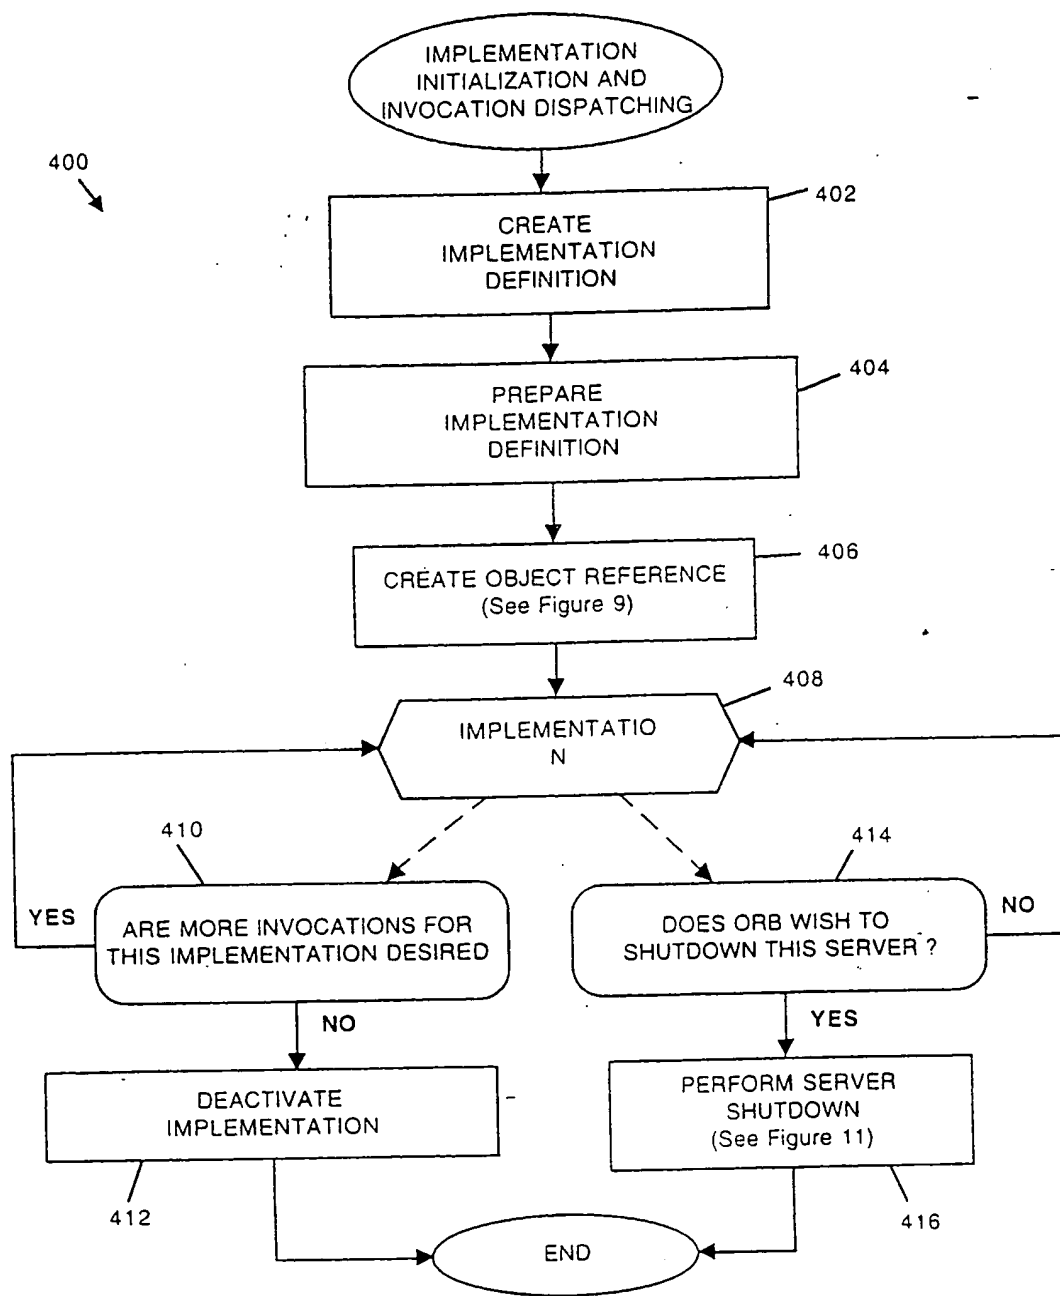 IMPLEMENTATION
INITIALIZATION AND
INVOCATION DISPATCHING
400
402
CREATE
IMPLEMENTATION
DEFINITION
404
PREPARE
IMPLEMENTATION
DEFINITION
406
CREATE OBJECT REFERENCE
(See Figure 9)
408
IMPLEMENTATIO
N
410
414
YES
ARE MORE INVOCATIONS FOR
THIS IMPLEMENTATION DESIRED
DOES ORB WISH TO
SHUTDOWN THIS SERVER ?
NO
NO
YES
DEACTIVATE
IMPLEMENTATION
PERFORM SERVER
SHUTDOWN
(See Figure 11)
412
416
END